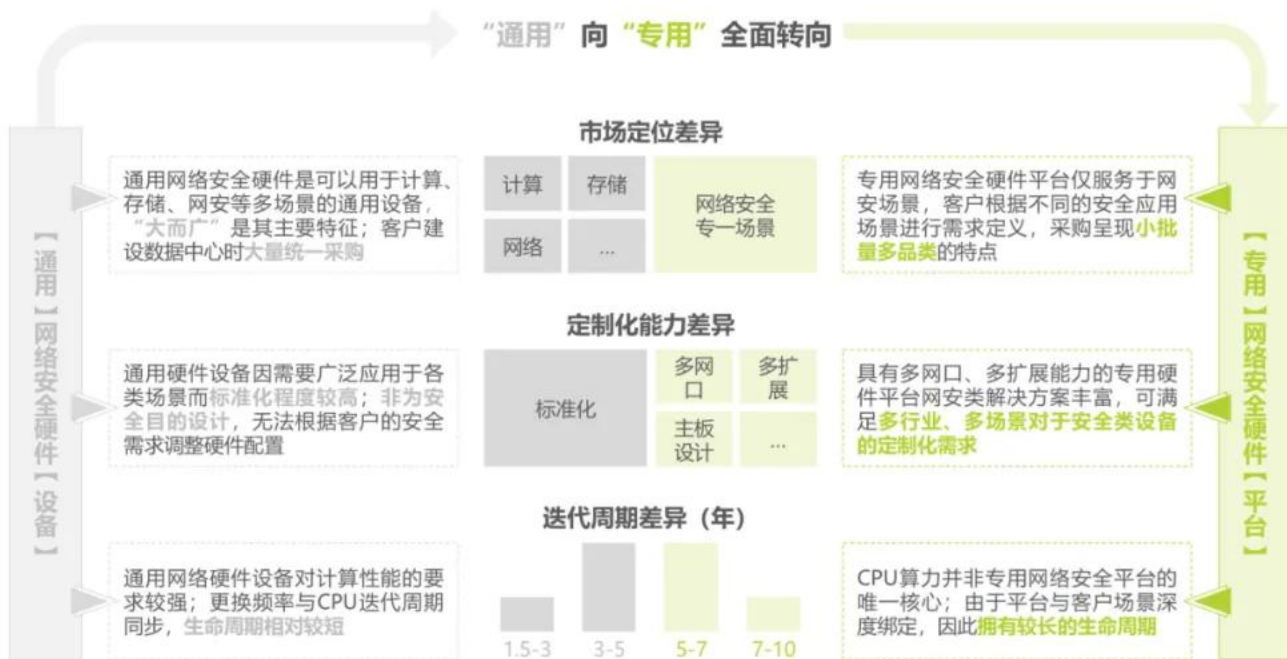 “通用”向“专用”全面转向
【通用】网络安全硬件【设备】
市场定位差异
通用网络安全硬件是可以用于计算、
存储、网安等多场景的通用设备，
“大而广”是其主要特征；客户建
设数据中心时大量统一采购
计算
存储
网络
...
网络安全
专一场景
专用网络安全硬件平台仅服务于网
安场景，客户根据不同的安全应用
场景进行需求定义，采购呈现小批
量多品类的特点
定制化能力差异
通用硬件设备因需要广泛应用于各
类场景而标准化程度较高；非为安
全目的设计，无法根据客户的安全
需求调整硬件配置
标准化
多网
口
多扩
展
主板
设计
...
具有多网口、多扩展能力的专用硬
件平台网安类解决方案丰富，可满
足多行业、多场景对于安全类设备
的定制化需求
迭代周期差异（年）
通用网络硬件设备对计算性能的要
求较强；更换频率与CPU迭代周期
同步，生命周期相对较短
1.5-3
3-5
5-7
7-10
CPU算力并非专用网络安全平台的
唯一核心；由于平台与客户场景深
度绑定，因此拥有较长的生命周期
【专用】网络安全硬件【平台】